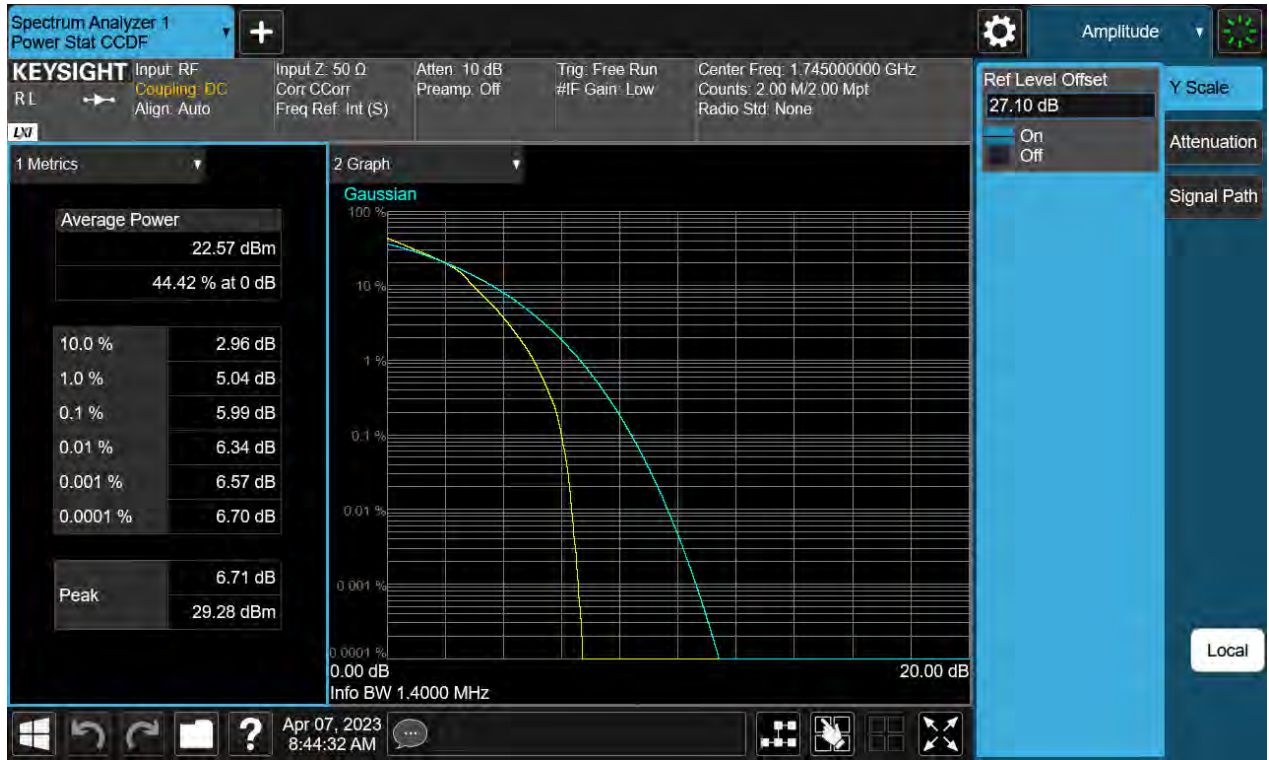 Spectrum Analyzer 1
Power Stat CCDF
+
Amplitude
KEYSIGHT
RL
LXI
Input: RF
Coupling: DC
Align: Auto
Input Z: 50 Ω
Corr CCorr
Freq Ref: Int (S)
Atten: 10 dB
Preamp: Off
Trig: Free Run
#IF Gain: Low
Center Freq: 1.745000000 GHz
Counts: 2.00 M/2.00 Mpt
Radio Std: None
Ref Level Offset
27.10 dB
On
Off
Y Scale
Attenuation
Signal Path
Local
1 Metrics
Average Power
22.57 dBm
44.42 % at 0 dB
10.0 % 2.96 dB
1.0 % 5.04 dB
0.1 % 5.99 dB
0.01 % 6.34 dB
0.001 % 6.57 dB
0.0001 % 6.70 dB
Peak 6.71 dB
29.28 dBm
2 Graph
Gaussian
100 %
10 %
1 %
0.1 %
0.01 %
0.001 %
0.0001 %
0.00 dB 20.00 dB
Info BW 1.4000 MHz
?
Apr 07, 2023
8:44:32 AM